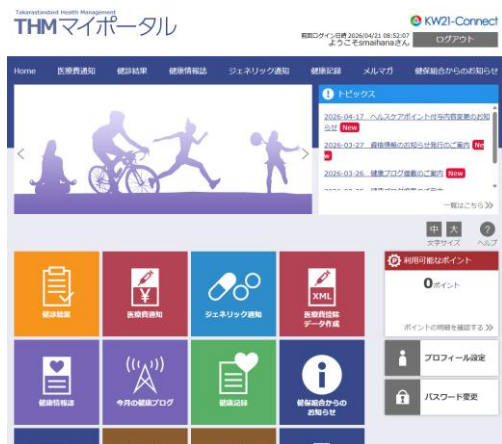 Takarastandard Health Management
THMマイポータル
KW21-Connect
前回ログイン日時 2026/04/21 08:52:07
ようこそsmaihanaさん
ログアウト
Home 医療費通知 健診結果 健康情報誌 ジェネリック通知 健康記録 メルマガ 健保組合からのお知らせ
トピックス
2026-04-17 ヘルスケアポイント付与内容変更のお知
らせ New
2026-03-27 資格情報のお知らせ発行のご案内 Ne
w
2026-03-26 健康ブログ掲載のご案内 New
一覧はこちら
中 大 ?
文字サイズ ヘルプ
利用可能なポイント
0ポイント
ポイントの明細を確認する
健診結果
¥
医療費通知
ジェネリック通知
XML
医療費控除
データ作成
プロフィール設定
健康情報誌
今月の健康ブログ
健康記録
健保組合からの
お知らせ
パスワード変更